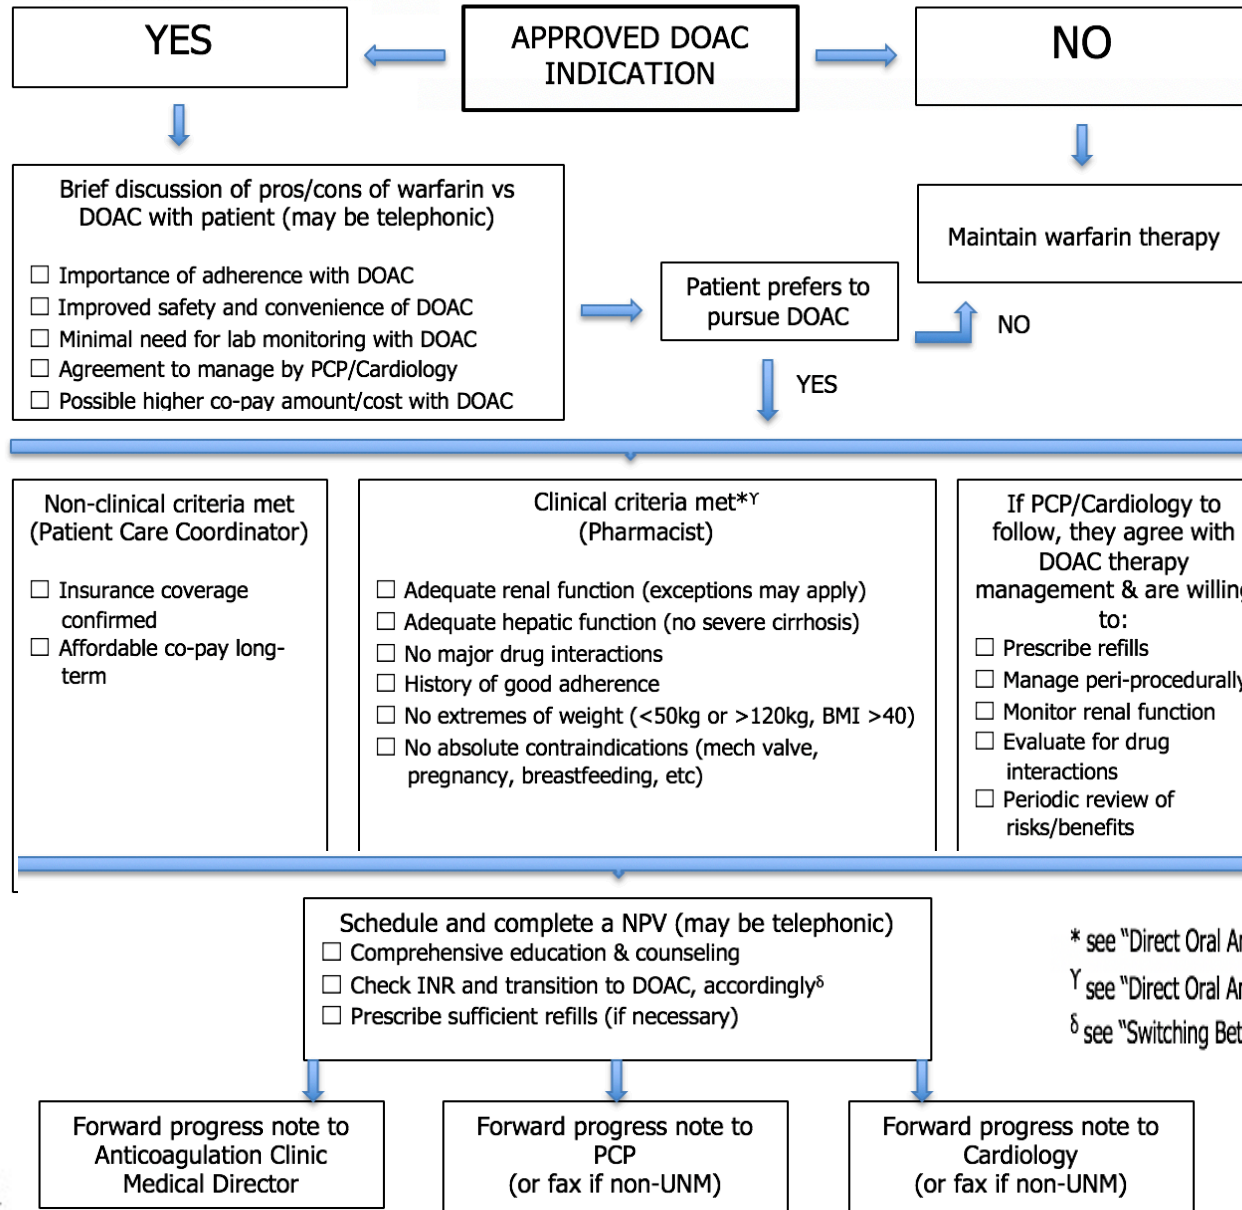 YES
APPROVED DOAC
INDICATION
NO
Brief discussion of pros/cons of warfarin vs
DOAC with patient (may be telephonic)
☐ Importance of adherence with DOAC
☐ Improved safety and convenience of DOAC
☐ Minimal need for lab monitoring with DOAC
☐ Agreement to manage by PCP/Cardiology
☐ Possible higher co-pay amount/cost with DOAC
Patient prefers to
pursue DOAC
Maintain warfarin therapy
NO
YES
Non-clinical criteria met
(Patient Care Coordinator)
☐ Insurance coverage
confirmed
☐ Affordable co-pay long-
term
Clinical criteria met*ϒ
(Pharmacist)
☐ Adequate renal function (exceptions may apply)
☐ Adequate hepatic function (no severe cirrhosis)
☐ No major drug interactions
☐ History of good adherence
☐ No extremes of weight (<50kg or >120kg, BMI >40)
☐ No absolute contraindications (mech valve,
pregnancy, breastfeeding, etc)
If PCP/Cardiology to
follow, they agree with
DOAC therapy
management & are willing
to:
☐ Prescribe refills
☐ Manage peri-procedurally
☐ Monitor renal function
☐ Evaluate for drug
interactions
☐ Periodic review of
risks/benefits
Schedule and complete a NPV (may be telephonic)
☐ Comprehensive education & counseling
☐ Check INR and transition to DOAC, accordinglyδ
☐ Prescribe sufficient refills (if necessary)
* see "Direct Oral
ϒ see "Direct Oral
δ see "Switching
Forward progress note to
Anticoagulation Clinic
Medical Director
Forward progress note to
PCP
(or fax if non-UNM)
Forward progress note to
Cardiology
(or fax if non-UNM)